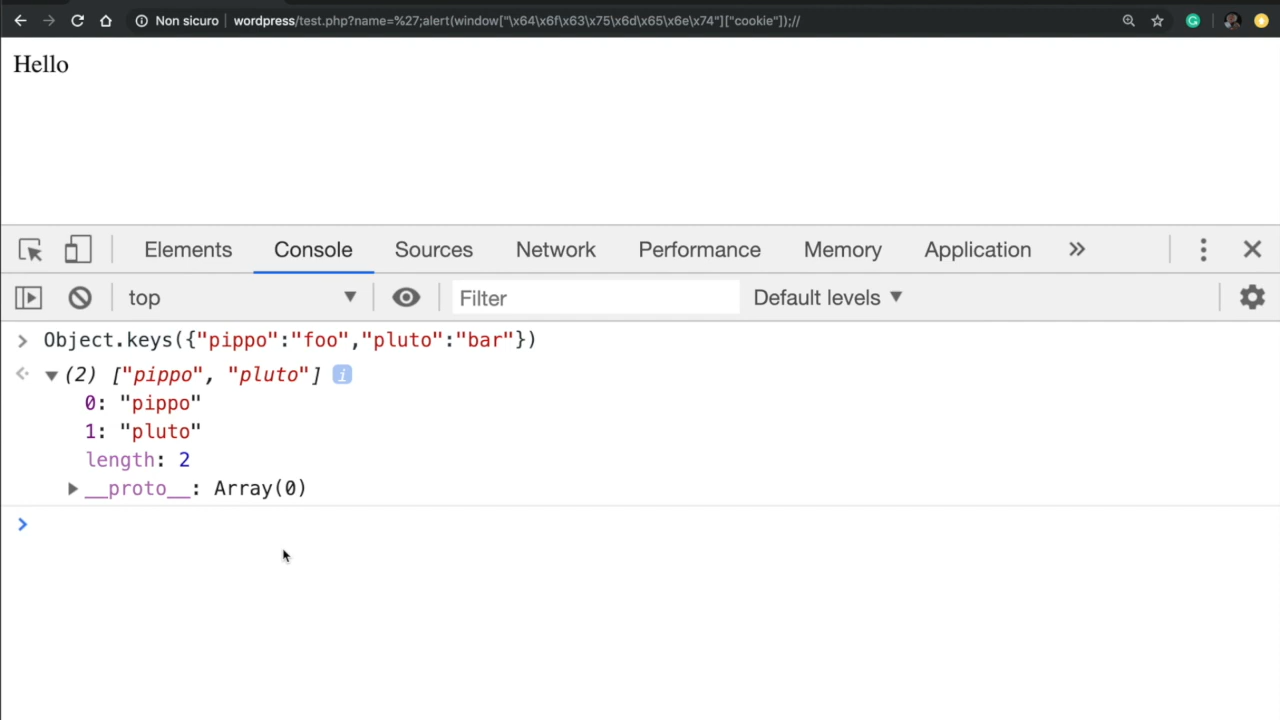 Non sicuro | wordpress/test.php?name=%27;alert(window["\x64\x6f\x63\x75\x6d\x65\x6e\x74"]["cookie"]);//
Hello
Elements Console Sources Network Performance Memory Application »
top ▼ Filter Default levels ▼
> Object.keys({"pippo":"foo","pluto":"bar"})
▼ (2) ["pippo", "pluto"] i
0: "pippo"
1: "pluto"
length: 2
▶ __proto__: Array(0)
>